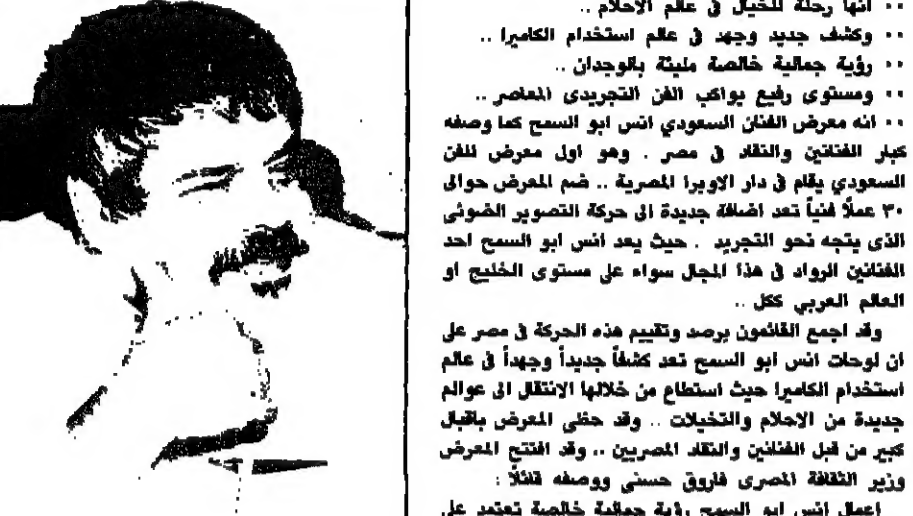 •• انها رحلة للخيال في عالم الاحلام ..
•• وكشف جديد وجهد في عالم استخدام الكاميرا ..
•• رؤية جمالية خالصة مليئة بالوجدان ..
•• ومستوى رفيع يواكب الفن التجريدى المعاصر ..
•• انه معرض الفنان السعودي انس ابو السمح كما وصفه
كبار الفنانين والنقاد في مصر . وهو اول معرض للفن
السعودي يقام في دار الاوبرا المصرية .. ضم المعرض حوالى
٣٠ عملًا فنياً تعد اضافة جديدة الى حركة التصوير الضوئى
الذى يتجه نحو التجريد . حيث يعد انس ابو السمح احد
الفنانين الرواد في هذا المجال سواء على مستوى الخليج او
العالم العربي ككل ..
وقد اجمع القائمون برصد وتقييم هذه الحركة في مصر على
ان لوحات انس ابو السمح تعد كشفاً جديداً وجهداً في عالم
استخدام الكاميرا حيث استطاع من خلالها الانتقال الى عوالم
جديدة من الاحلام والتخيلات .. وقد حظى المعرض باقبال
كبير من قبل الفنانين والنقاد المصريين .. وقد افتتح المعرض
وزير الثقافة المصرى فاروق حسنى ووصفه قائلًا :
اعمال انس ابو السمح رؤية جمالية خالصة تعتمد على